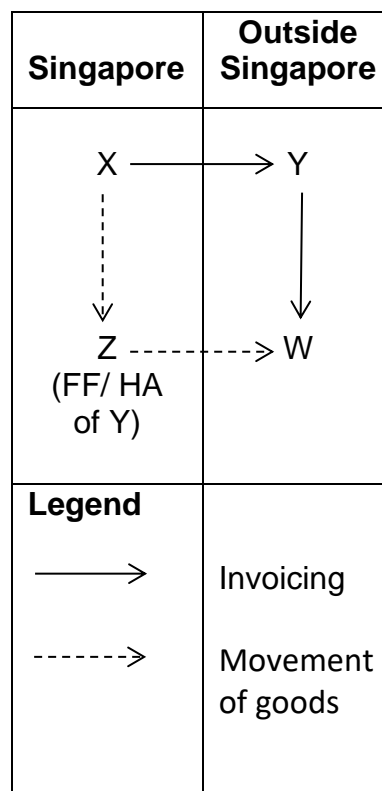 Singapore
Outside
Singapore
X
Y
Z
W
(FF/ HA
of Y)
Legend
Invoicing
Movement
of goods